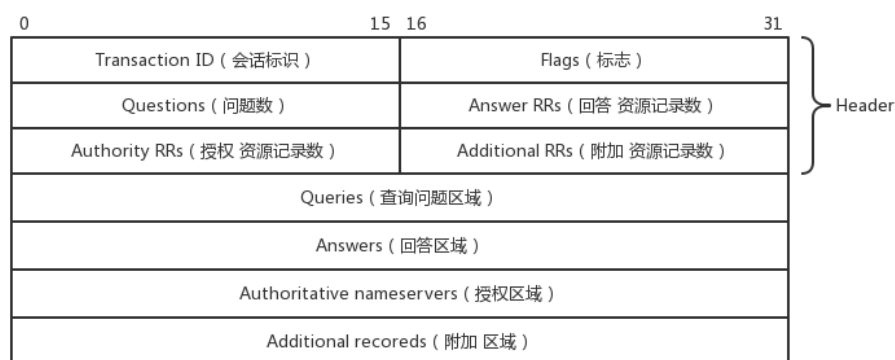 0 15 16 31
Transaction ID ( 会话标识 ) Flags ( 标志 )
Questions ( 问题数 ) Answer RRs ( 回答 资源记录数 ) Header
Authority RRs ( 授权 资源记录数 ) Additional RRs ( 附加 资源记录数 )
Queries ( 查询问题区域 )
Answers ( 回答区域 )
Authoritative nameservers ( 授权区域 )
Additional recoreds ( 附加 区域 )